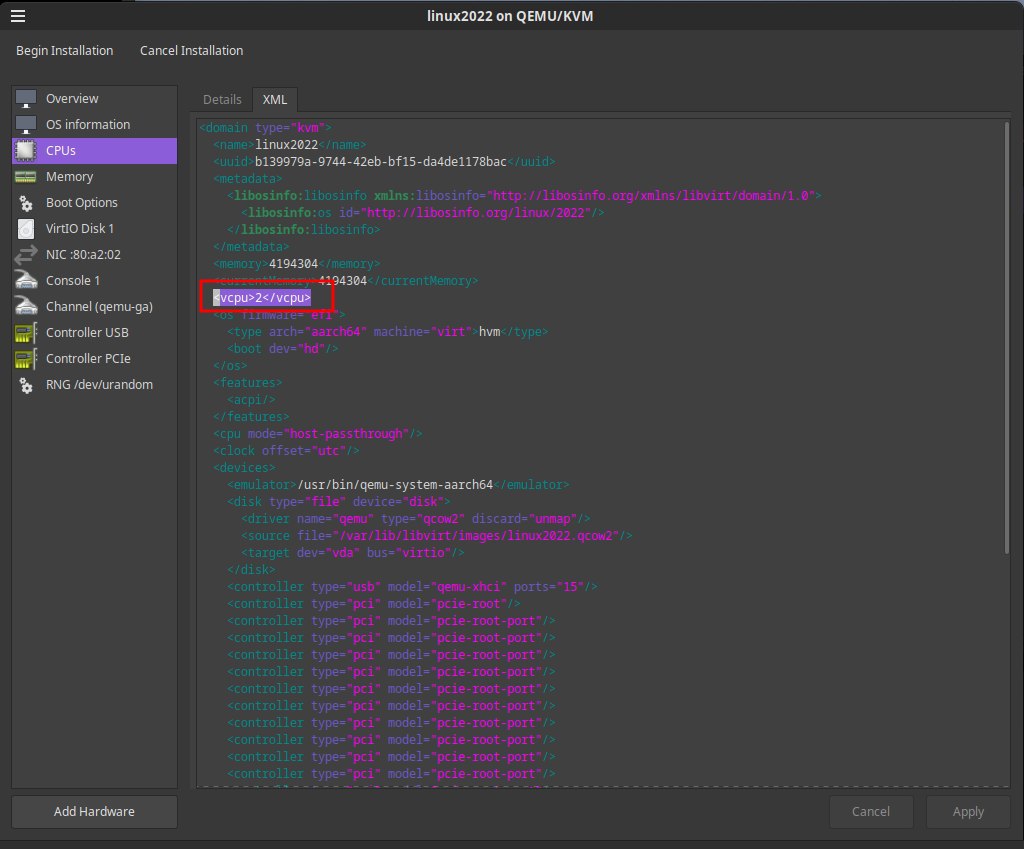 linux2022 on QEMU/KVM
Begin Installation Cancel Installation
Overview
OS information
CPUs
Memory
Boot Options
VirtIO Disk 1
NIC :80:a2:02
Console 1
Channel (qemu-ga)
Controller USB
Controller PCIe
RNG /dev/urandom
Add Hardware
Details XML
<domain type="kvm">
<name>linux2022</name>
<uuid>b139979a-9744-42eb-bf15-da4de1178bac</uuid>
<metadata>
<libosinfo:libosinfo xmlns:libosinfo="http://libosinfo.org/xmlns/libvirt/domain/1.0">
<libosinfo:os id="http://libosinfo.org/linux/2022"/>
</libosinfo:libosinfo>
</metadata>
<memory>4194304</memory>
<currentMemory>4194304</currentMemory>
<vcpu>2</vcpu>
<os firmware="efi">
<type arch="aarch64" machine="virt">hvm</type>
<boot dev="hd"/>
</os>
<features>
<acpi/>
</features>
<cpu mode="host-passthrough"/>
<clock offset="utc"/>
<devices>
<emulator>/usr/bin/qemu-system-aarch64</emulator>
<disk type="file" device="disk">
<driver name="qemu" type="qcow2" discard="unmap"/>
<source file="/var/lib/libvirt/images/linux2022.qcow2"/>
<target dev="vda" bus="virtio"/>
</disk>
<controller type="usb" model="qemu-xhci" ports="15"/>
<controller type="pci" model="pcie-root"/>
<controller type="pci" model="pcie-root-port"/>
<controller type="pci" model="pcie-root-port"/>
<controller type="pci" model="pcie-root-port"/>
<controller type="pci" model="pcie-root-port"/>
<controller type="pci" model="pcie-root-port"/>
<controller type="pci" model="pcie-root-port"/>
<controller type="pci" model="pcie-root-port"/>
<controller type="pci" model="pcie-root-port"/>
<controller type="pci" model="pcie-root-port"/>
<controller type="pci" model="pcie-root-port"/>
Cancel Apply